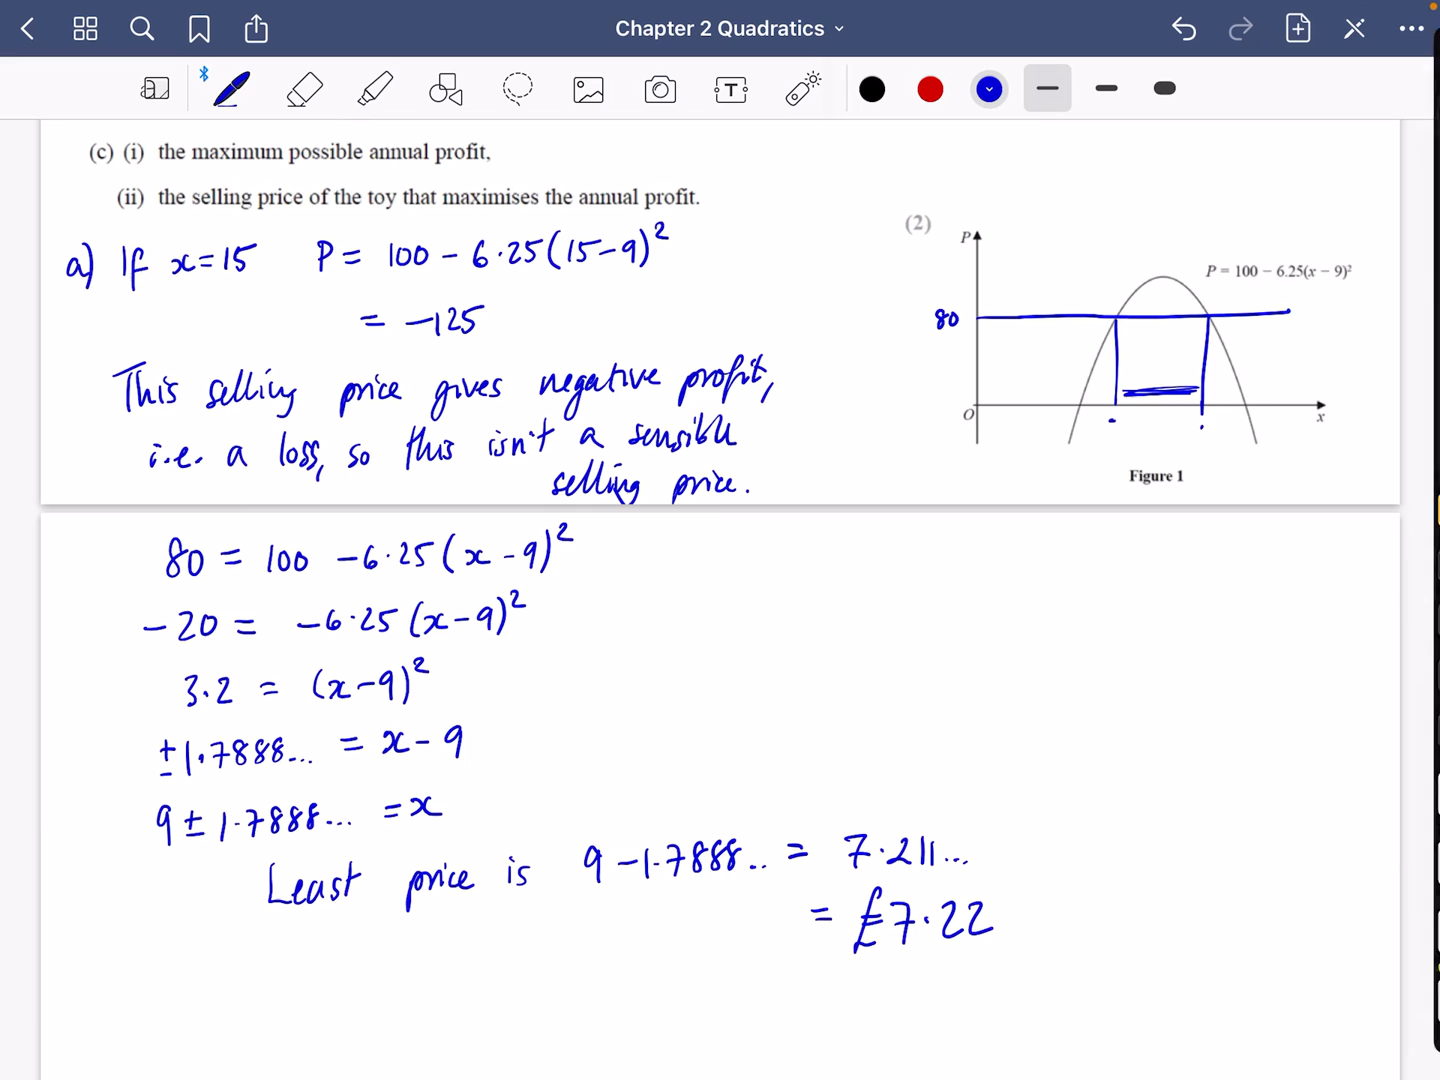 Chapter 2 Quadratics
(c) (i) the maximum possible annual profit,
(ii) the selling price of the toy that maximises the annual profit.
(2)
a) If x=15 P = 100 − 6.25(15−9)²
= −125
This selling price gives negative profit,
i.e. a loss, so this isn't a sensible
selling price.
P
P = 100 − 6.25(x − 9)²
80
O
x
Figure 1
80 = 100 −6.25(x−9)²
−20 = −6.25(x−9)²
3.2 = (x−9)²
±1.7888... = x−9
9±1.7888... =x
Least price is 9−1.7888.. = 7.211...
= £7.22